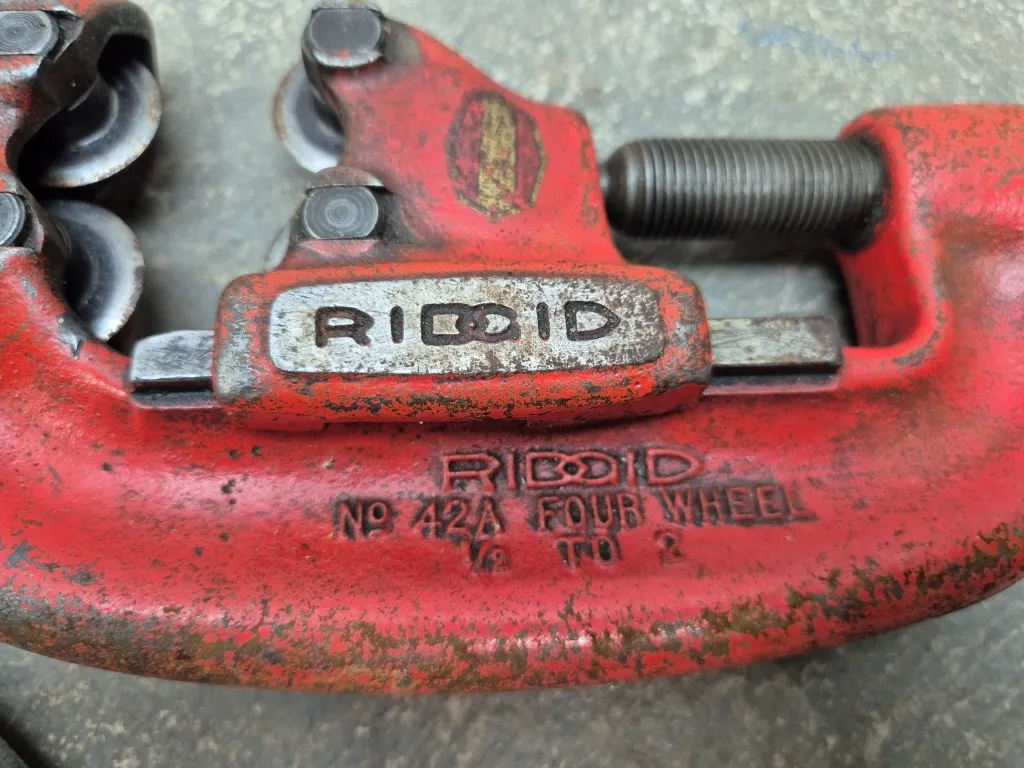 RIDGID
RIDGID
No 42A FOUR WHEEL
1/2 TO 2